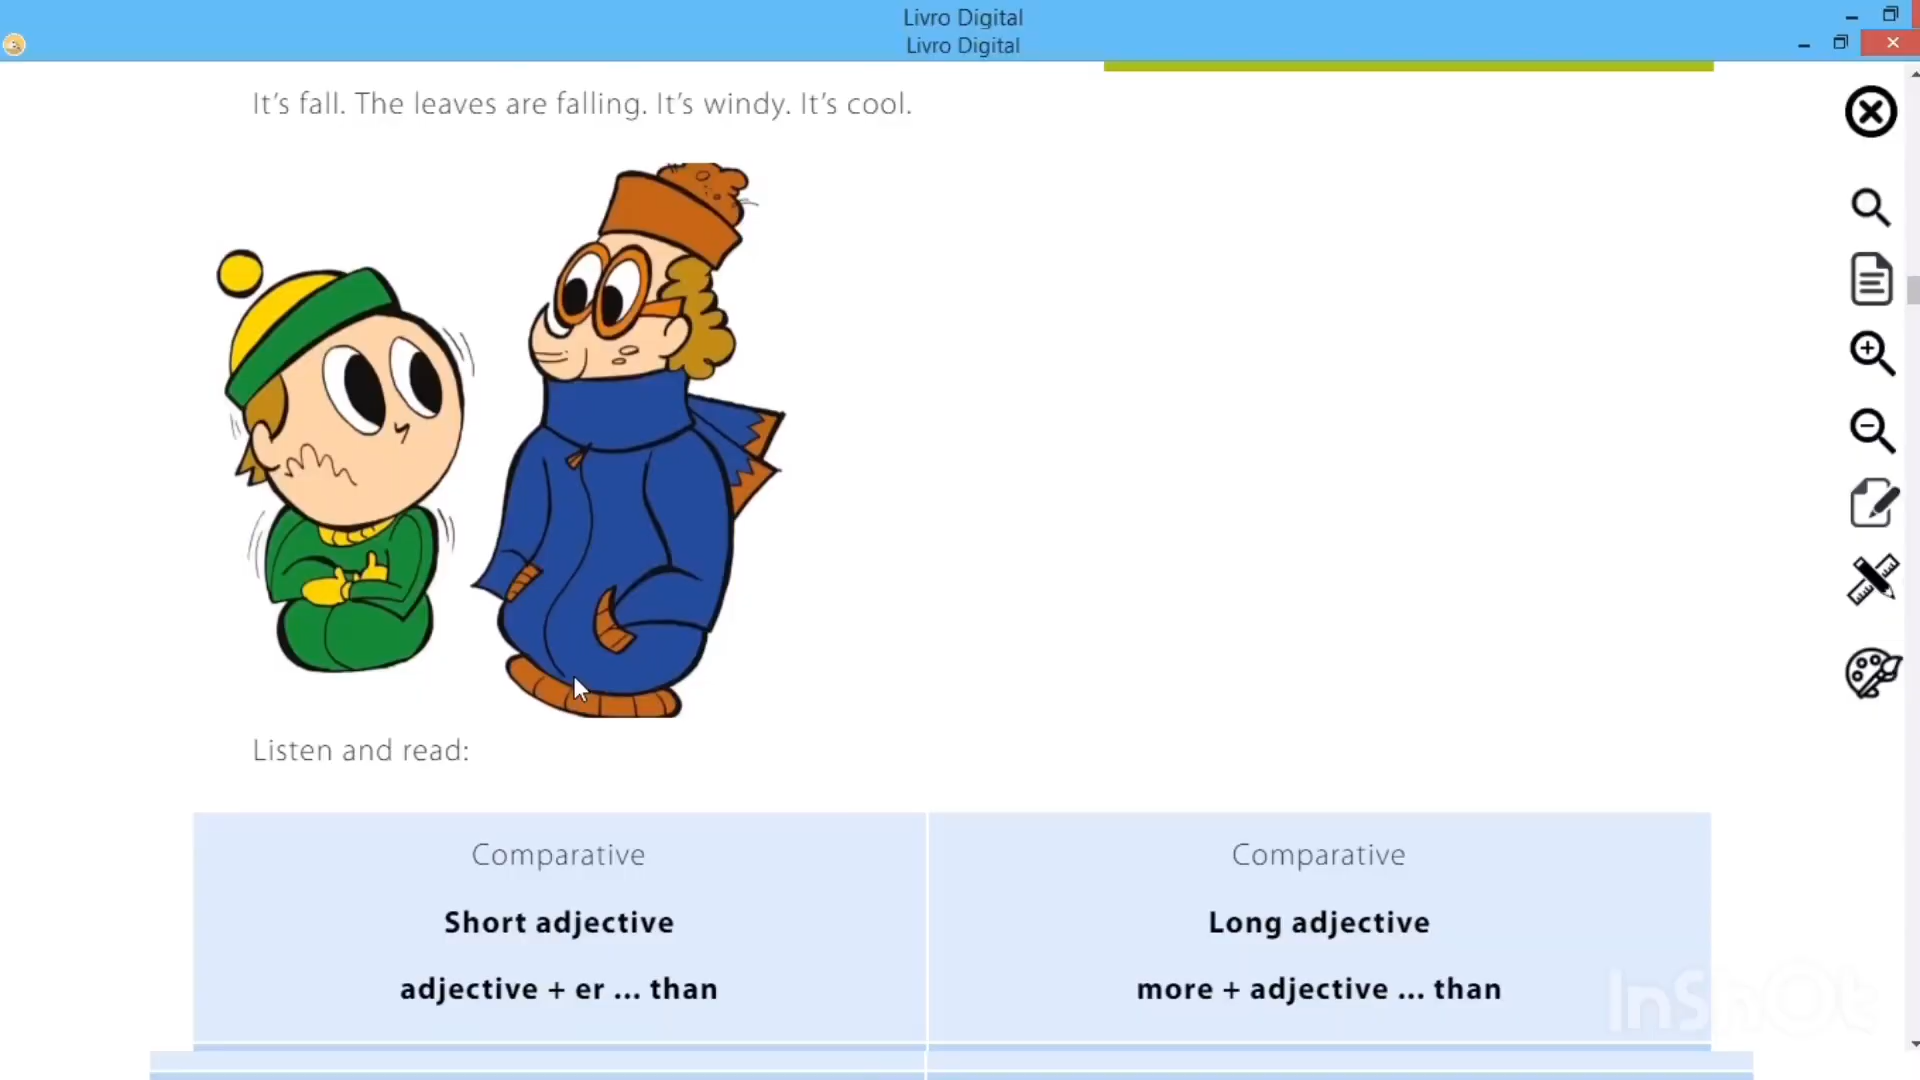 Livro Digital
Livro Digital
It’s fall. The leaves are falling. It’s windy. It’s cool.
Listen and read:
Comparative
Short adjective
adjective + er ... than
Comparative
Long adjective
more + adjective ... than
InShOt